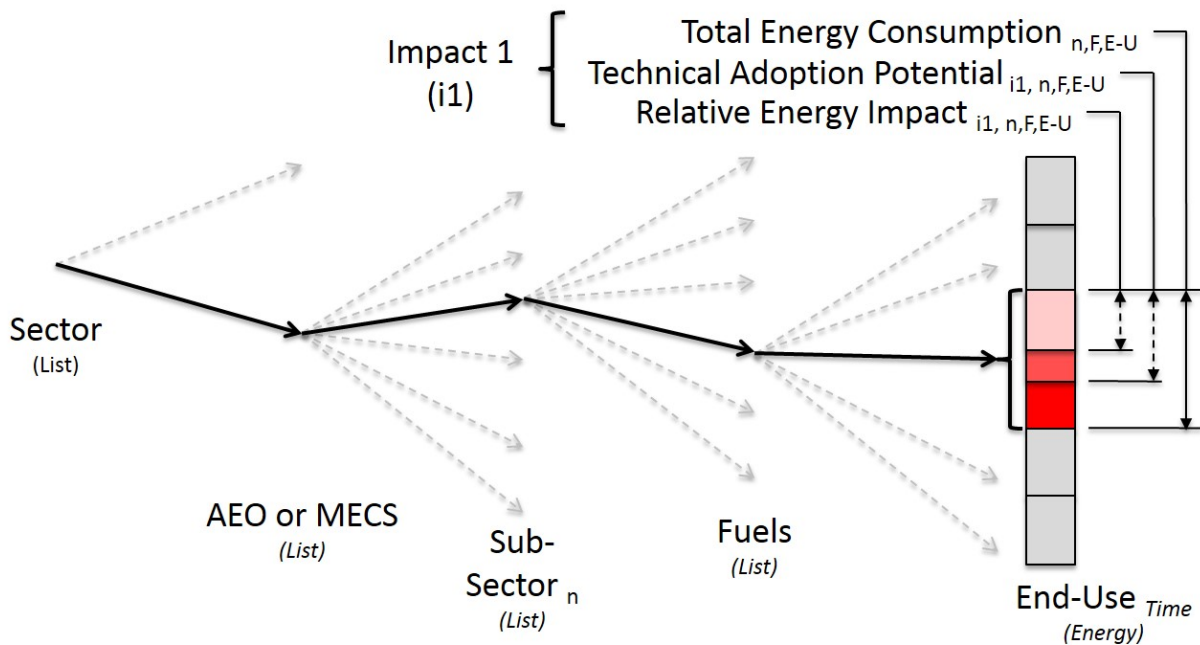 Impact 1
(i1)
Total Energy Consumption n,F,E-U
Technical Adoption Potential i1, n,F,E-U
Relative Energy Impact i1, n,F,E-U
Sector
(List)
AEO or MECS
(List)
Sub-
Sector n
(List)
Fuels
(List)
End-Use Time
(Energy)